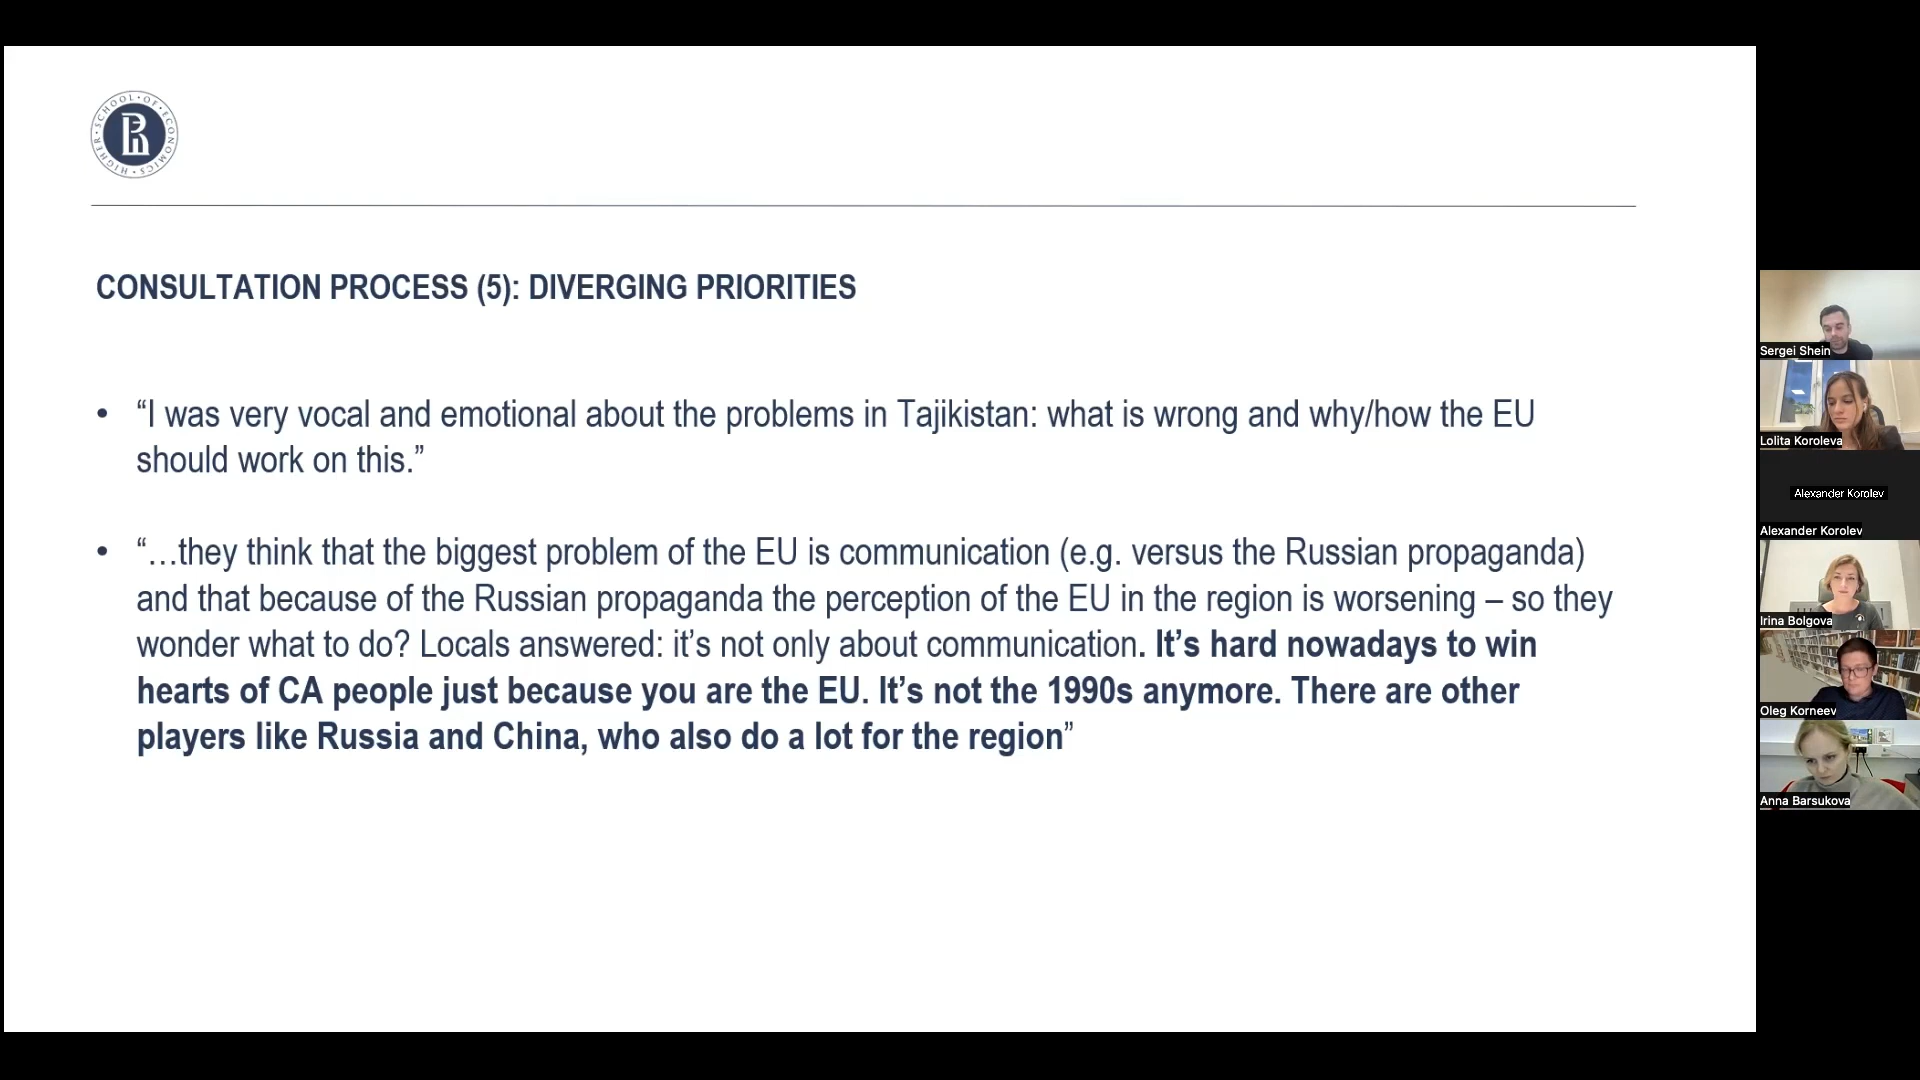 HIGHER · SCHOOL · OF · ECONOMICS ·
CONSULTATION PROCESS (5): DIVERGING PRIORITIES
• “I was very vocal and emotional about the problems in Tajikistan: what is wrong and why/how the EU
should work on this.”
• “…they think that the biggest problem of the EU is communication (e.g. versus the Russian propaganda)
and that because of the Russian propaganda the perception of the EU in the region is worsening – so they
wonder what to do? Locals answered: it’s not only about communication. It’s hard nowadays to win
hearts of CA people just because you are the EU. It’s not the 1990s anymore. There are other
players like Russia and China, who also do a lot for the region”
Sergei Shein
Lolita Koroleva
Alexander Korolev
Alexander Korolev
Irina Bolgova
Oleg Korneev
Anna Barsukova